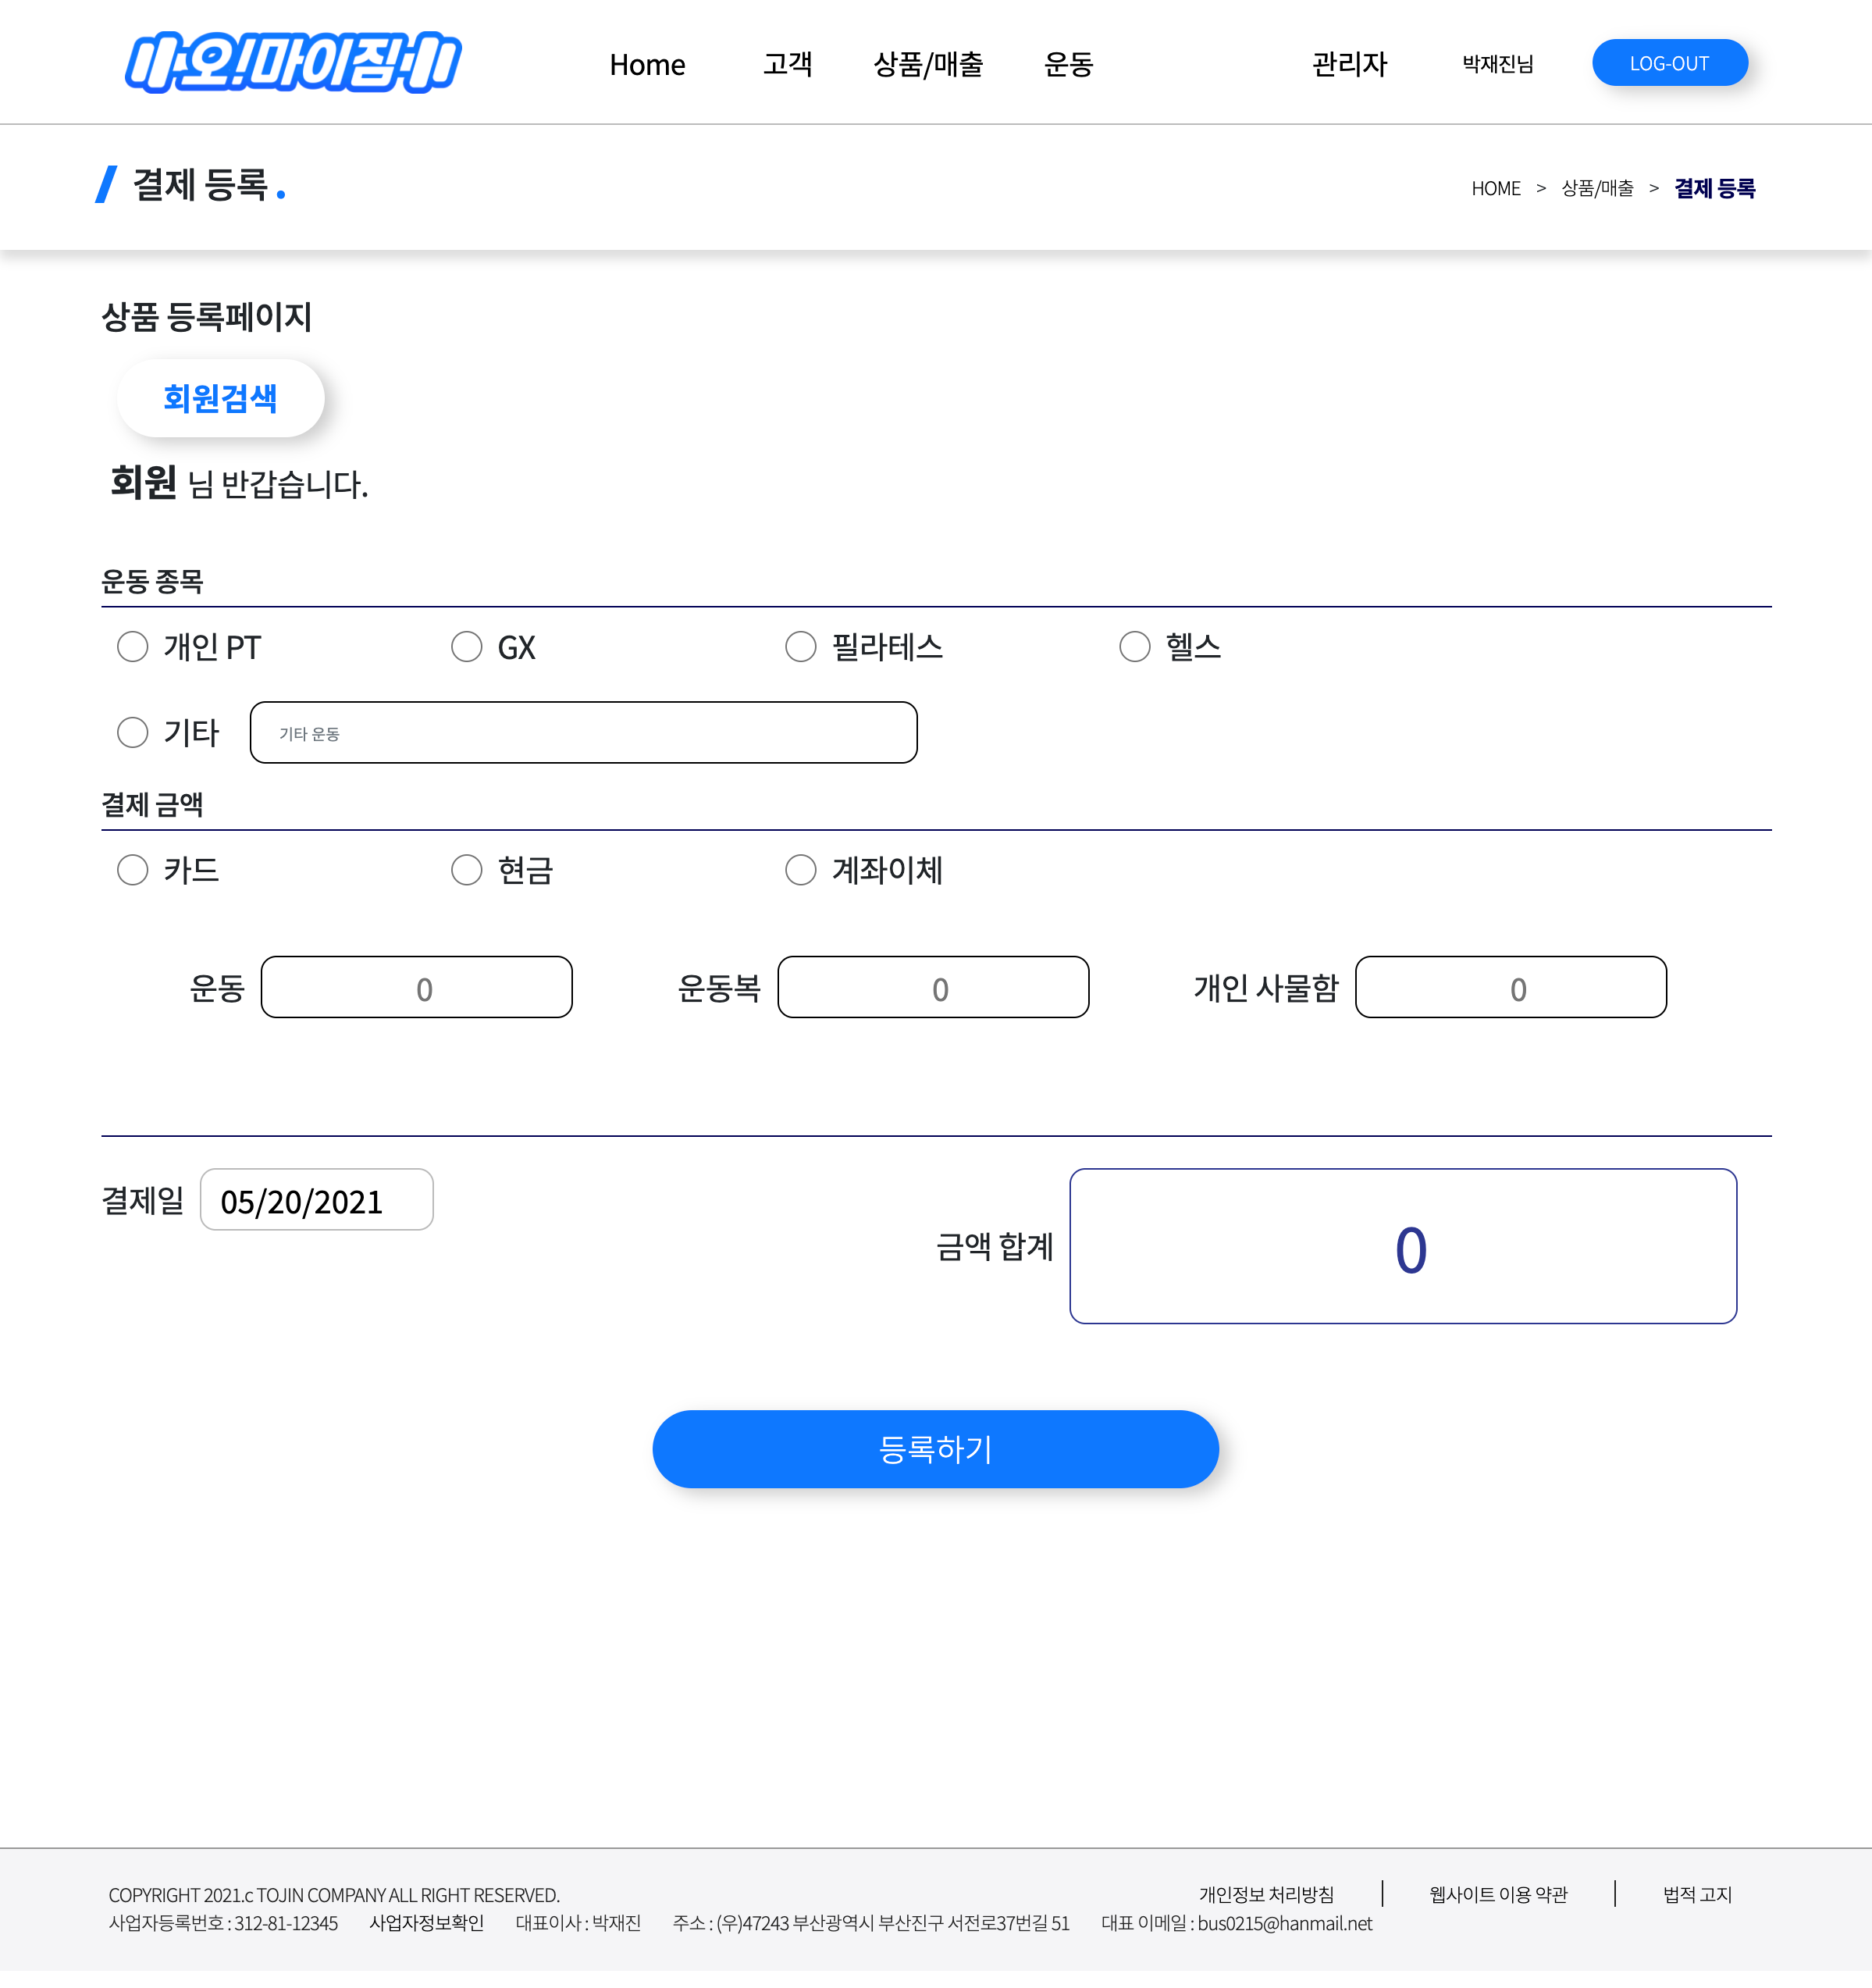 오!마이짐
Home 고객 상품/매출 운동 관리자 박재진님 LOG-OUT
결제 등록.
HOME > 상품/매출 > 결제 등록
상품 등록페이지
회원검색
회원 님 반갑습니다.
운동 종목
개인 PT GX 필라테스 헬스
기타 기타 운동
결제 금액
카드 현금 계좌이체
운동 0 운동복 0 개인 사물함 0
결제일 05/20/2021
금액 합계 0
등록하기
COPYRIGHT 2021.c TOJIN COMPANY ALL RIGHT RESERVED.
개인정보 처리방침 웹사이트 이용 약관 법적 고지
사업자등록번호 : 312-81-12345 사업자정보확인 대표이사 : 박재진 주소 : (우)47243 부산광역시 부산진구 서전로37번길 51 대표 이메일 : bus0215@hanmail.net